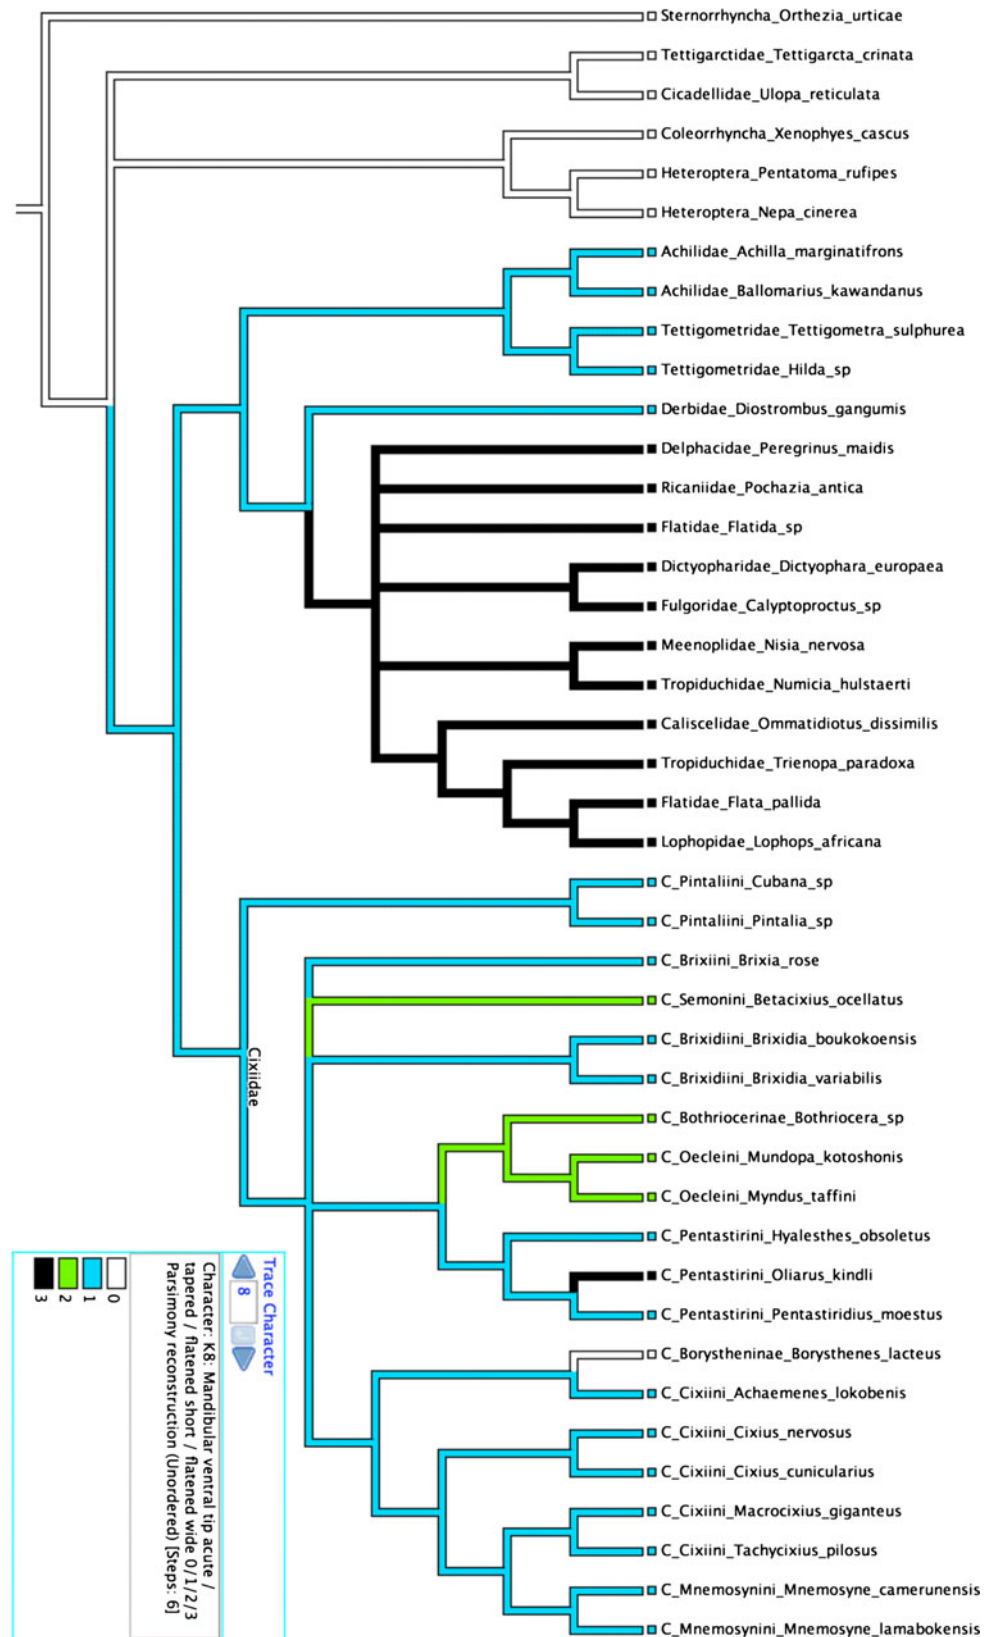 Sternorrhyncha_Orthezia_urticae
Tettigarctidae_Tettigarcta_crinata
Cicadellidae_Ulopa_reticulata
Coleorrhyncha_Xenophyes_cascus
Heteroptera_Pentatoma_rufipes
Heteroptera_Nepa_cinerea
Achilidae_Achilla_marginatifrons
Achilidae_Ballomarius_kawandanus
Tettigometridae_Tettigometra_sulphurea
Tettigometridae_Hilda_sp
Derbidae_Diostrombus_gangumis
Delphacidae_Peregrinus_maidis
Ricaniidae_Pochazia_antica
Flatidae_Flatida_sp
Dictyopharidae_Dictyophara_europaea
Fulgoridae_Calyptoproctus_sp
Meenoplidae_Nisia_nervosa
Tropiduchidae_Numicia_hulstaerti
Caliscelidae_Ommatidiotus_dissimilis
Tropiduchidae_Trienopa_paradoxa
Flatidae_Flata_pallida
Lophopidae_Lophops_africana
C_Pintaliini_Cubana_sp
C_Pintaliini_Pintalia_sp
C_Brixiini_Brixia_rose
C_Semonini_Betacixius_ocellatus
C_Brixidiini_Brixidia_boukokoensis
C_Brixidiini_Brixidia_variabilis
C_Bothriocerinae_Bothriocera_sp
C_Oecleini_Mundopa_kotoshonis
C_Oecleini_Myndus_taffini
C_Pentastirini_Hyalesthes_obsoletus
C_Pentastirini_Oliarus_kindli
C_Pentastirini_Pentastiridius_moestus
C_Borystheninae_Borysthenes_lacteus
C_Cixiini_Achaemenes_lokobenis
C_Cixiini_Cixius_nervosus
C_Cixiini_Cixius_cunicularius
C_Cixiini_Macrocixius_giganteus
C_Cixiini_Tachycixius_pilosus
C_Mnemosynini_Mnemosyne_camerunensis
C_Mnemosynini_Mnemosyne_lamabokensis
Cixiidae
Trace Character
8
Character: K8: Mandibular ventral tip acute /
tapered / flatened short / flatened wide 0/1/2/3
Parsimony reconstruction (Unordered) [Steps: 6]
0
1
2
3